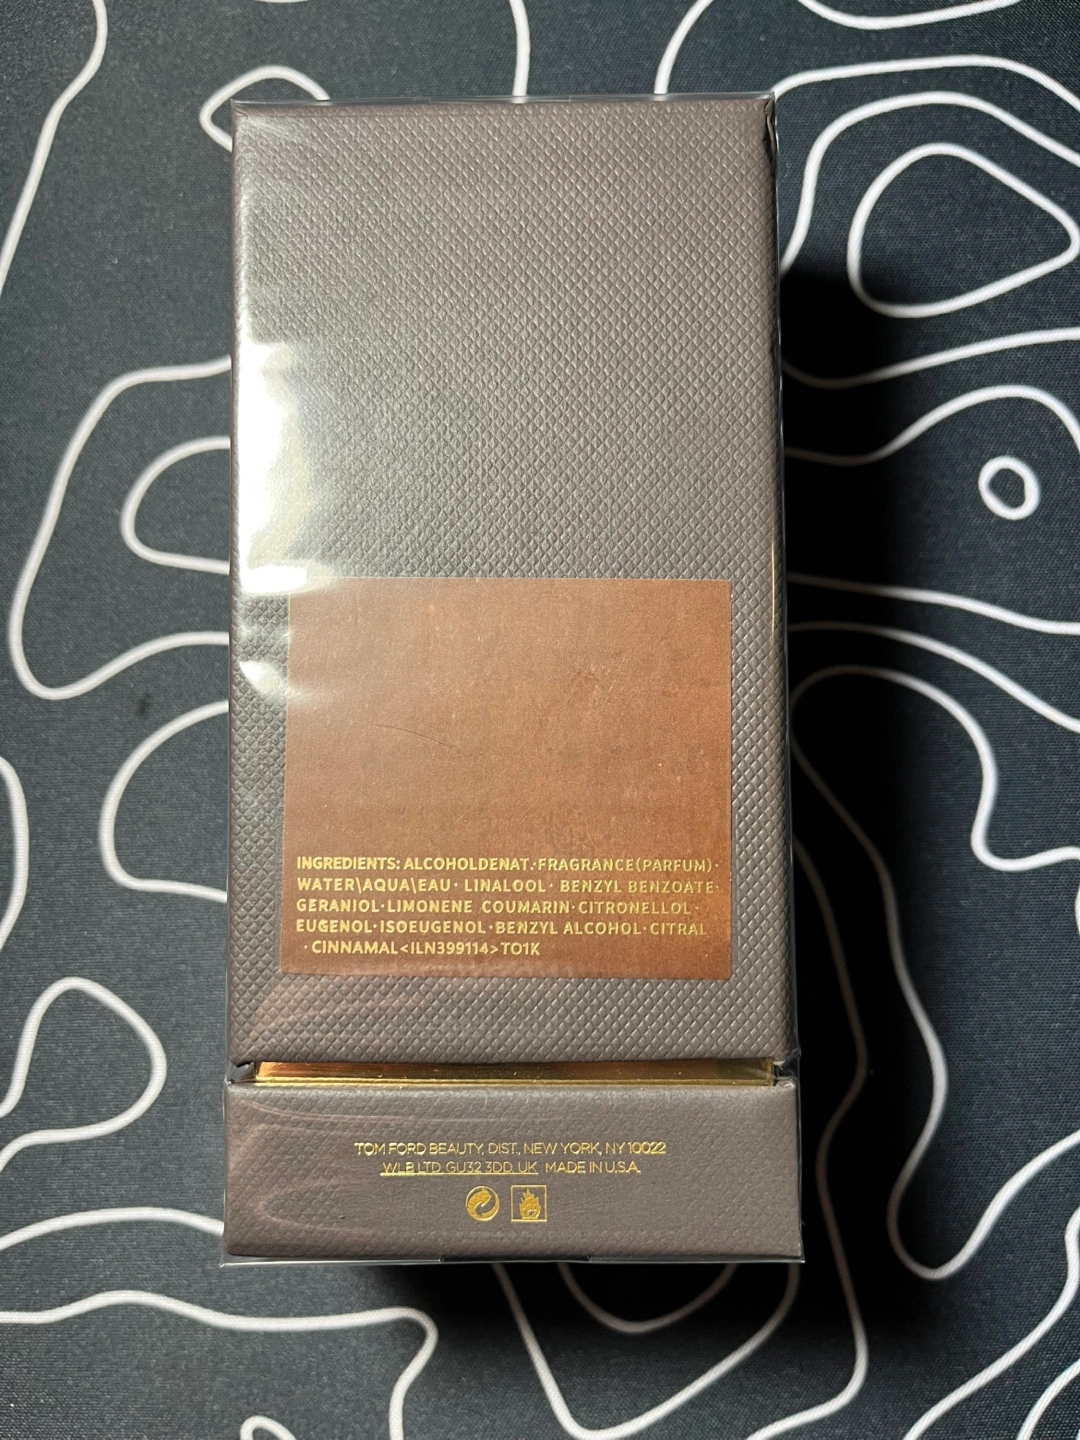 INGREDIENTS: ALCOHOLDENAT.·FRAGRANCE(PARFUM)·
WATER\AQUA\EAU· LINALOOL· BENZYL BENZOATE·
GERANIOL·LIMONENE COUMARIN·CITRONELLOL·
EUGENOL·ISOEUGENOL·BENZYL ALCOHOL·CITRAL
·CINNAMAL<ILN399114>TO1K
TOM FORD BEAUTY, DIST., NEW YORK, NY 10022
WLB LTD GU32 3DD, UK MADE IN U.S.A.